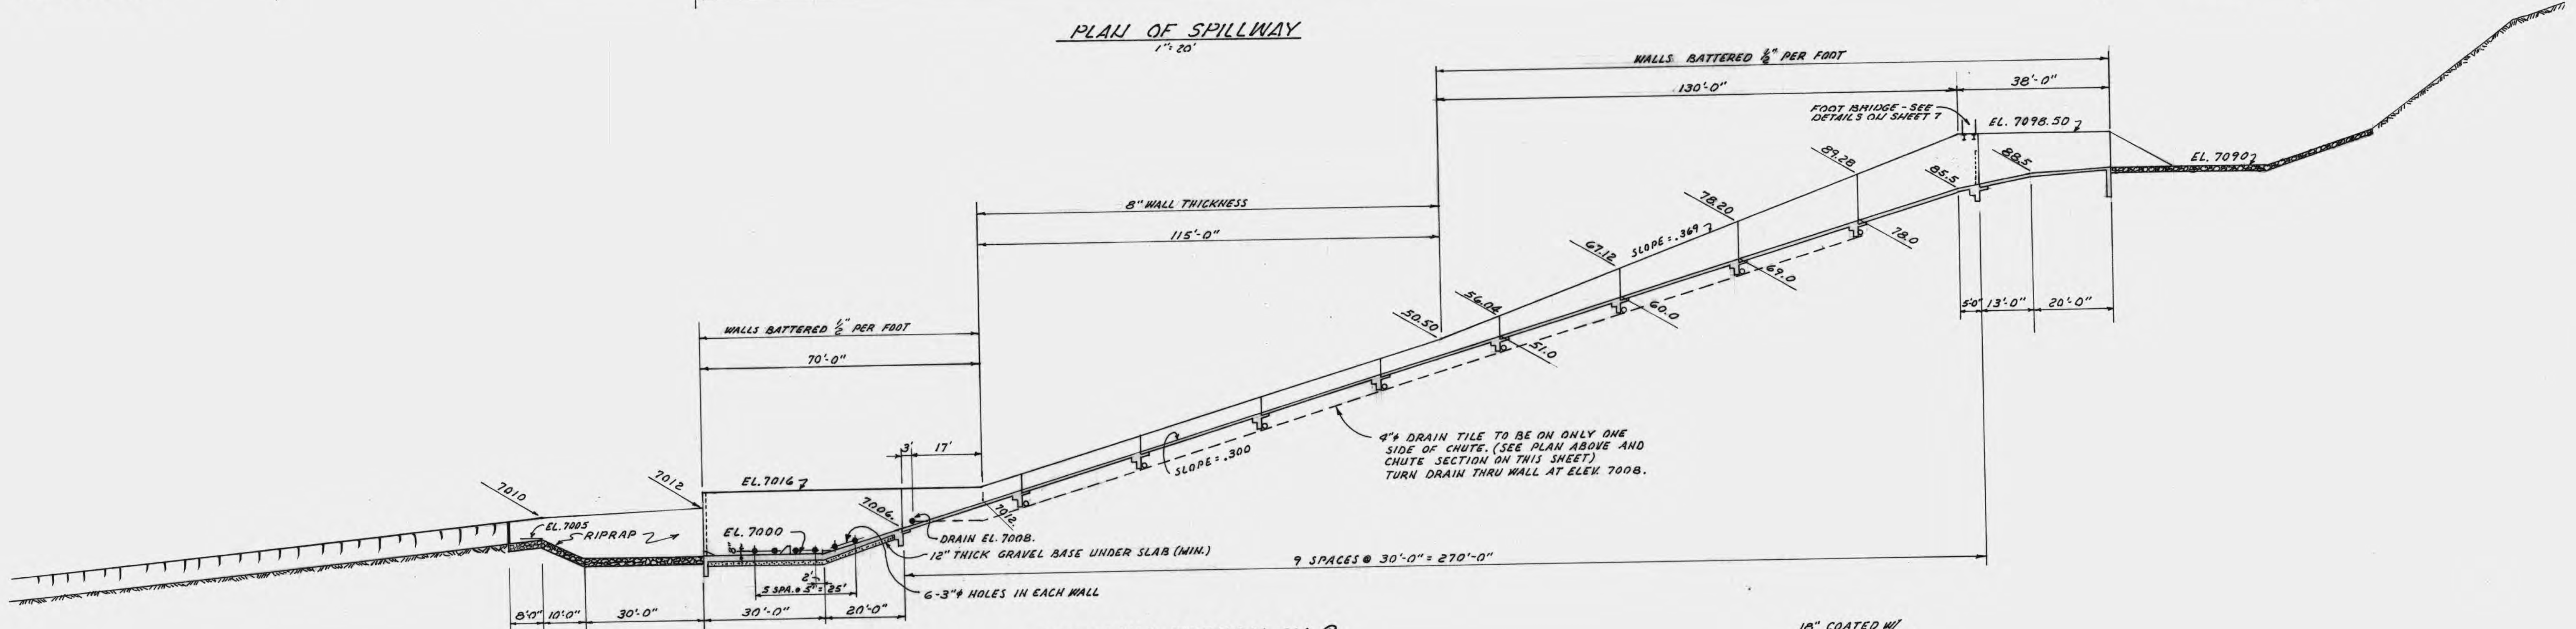 PLAN OF SPILLWAY
1"=20'
WALLS BATTERED ½" PER FOOT
130'-0"
38'-0"
FOOT BRIDGE - SEE
DETAILS ON SHEET 7
EL. 7098.50
EL. 7090
89.28
88.5
85.5
78.20
78.0
8" WALL THICKNESS
115'-0"
67.12
SLOPE = .369
69.0
60.0
5'-0"
13'-0"
20'-0"
56.04
50.50
51.0
WALLS BATTERED ½" PER FOOT
70'-0"
4"ɸ DRAIN TILE TO BE ON ONLY ONE
SIDE OF CHUTE. (SEE PLAN ABOVE AND
CHUTE SECTION ON THIS SHEET)
TURN DRAIN THRU WALL AT ELEV. 7008.
3'
17'
SLOPE = .300
7010
7012
EL. 7016
7006.
7012.
EL. 7005
RIPRAP
EL. 7000
DRAIN EL. 7008.
12" THICK GRAVEL BASE UNDER SLAB (MIN.)
9 SPACES @ 30'-0" = 270'-0"
2'
5 SPA. @ 5' = 25'
6-3"ɸ HOLES IN EACH WALL
8'0"
10'0"
30'-0"
30'-0"
20'-0"
18" COATED W/